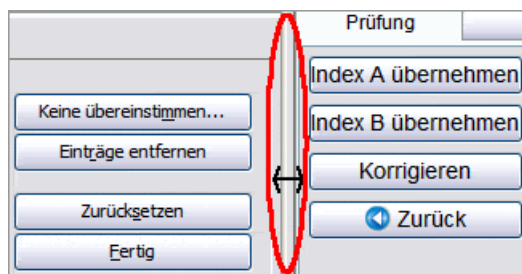 Prüfung
Index A übernehmen
Keine übereinstimmen...
Index B übernehmen
Einträge entfernen
Korrigieren
Zurücksetzen
Zurück
Fertig